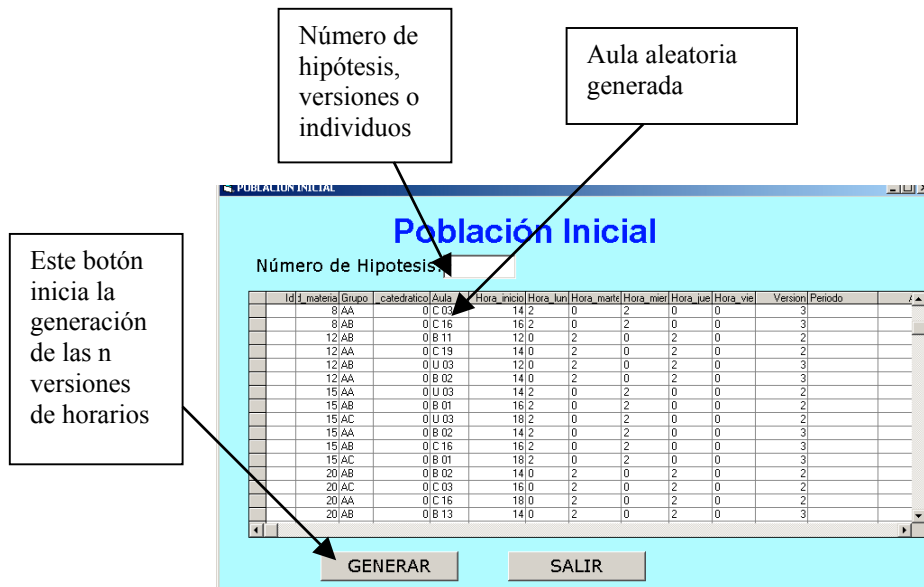 Número de
hipótesis,
versiones o
individuos
Aula aleatoria
generada
Este botón
inicia la
generación
de las n
versiones
de horarios
POBLACION INICIAL
Población Inicial
Número de Hipotesis:
Id d_materia Grupo _catedratico Aula Hora_inicio Hora_lun Hora_marte Hora_mier Hora_jue Hora_vie Version Periodo A
8 AA 0 C 03 14 2 0 2 0 0 3
8 AB 0 C 16 16 2 0 2 0 0 3
12 AB 0 B 11 12 0 2 0 2 0 2
12 AA 0 C 19 14 0 2 0 2 0 2
12 AB 0 U 03 12 0 2 0 2 0 3
12 AA 0 B 02 14 0 2 0 2 0 3
15 AA 0 U 03 14 2 0 2 0 0 2
15 AB 0 B 01 16 2 0 2 0 0 2
15 AC 0 U 03 18 2 0 2 0 0 2
15 AA 0 B 02 14 2 0 2 0 0 3
15 AB 0 C 16 16 2 0 2 0 0 3
15 AC 0 B 01 18 2 0 2 0 0 3
20 AB 0 B 02 14 0 2 0 2 0 2
20 AC 0 C 03 16 0 2 0 2 0 2
20 AA 0 C 16 18 0 2 0 2 0 2
20 AB 0 B 13 14 0 2 0 2 0 3
GENERAR SALIR